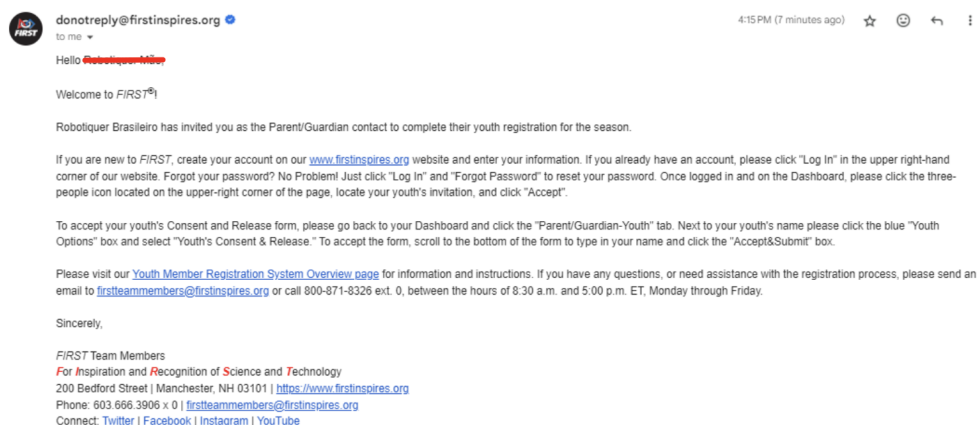 FIRST
donotreply@firstinspires.org
4:15 PM (7 minutes ago)
to me
Hello
Welcome to FIRST®!
Robotiquer Brasileiro has invited you as the Parent/Guardian contact to complete their youth registration for the season.
If you are new to FIRST, create your account on our www.firstinspires.org website and enter your information. If you already have an account, please click "Log In" in the upper right-hand
corner of our website. Forgot your password? No Problem! Just click "Log In" and "Forgot Password" to reset your password. Once logged in and on the Dashboard, please click the three-
people icon located on the upper-right corner of the page, locate your youth's invitation, and click "Accept".
To accept your youth's Consent and Release form, please go back to your Dashboard and click the "Parent/Guardian-Youth" tab. Next to your youth's name please click the blue "Youth
Options" box and select "Youth's Consent & Release." To accept the form, scroll to the bottom of the form to type in your name and click the "Accept&Submit" box.
Please visit our Youth Member Registration System Overview page for information and instructions. If you have any questions, or need assistance with the registration process, please send an
email to firstteammembers@firstinspires.org or call 800-871-8326 ext. 0, between the hours of 8:30 a.m. and 5:00 p.m. ET, Monday through Friday.
Sincerely,
FIRST Team Members
For Inspiration and Recognition of Science and Technology
200 Bedford Street | Manchester, NH 03101 | https://www.firstinspires.org
Phone: 603.666.3906 x 0 | firstteammembers@firstinspires.org
Connect: Twitter | Facebook | Instagram | YouTube